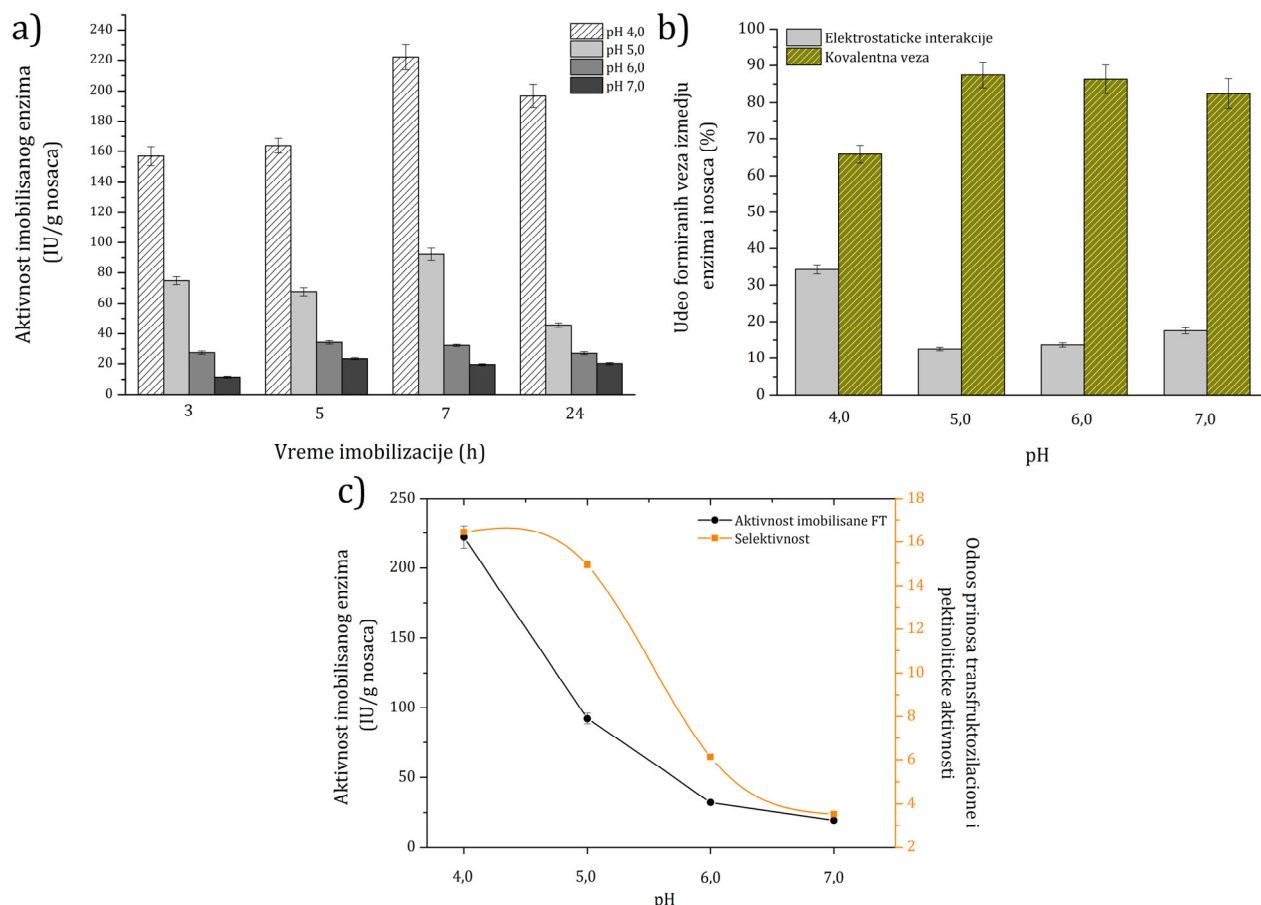 a)
Aktivnost imobilisanog enzima
(IU/g nosaca)
240
220
200
180
160
140
120
100
80
60
40
20
0
pH 4,0
pH 5,0
pH 6,0
pH 7,0
3
5
7
24
Vreme imobilizacije (h)
b)
Udeo formiranih veza izmedju
enzima i nosaca (%)
100
90
80
70
60
50
40
30
20
10
0
Elektrostaticke interakcije
Kovalentna veza
4,0
5,0
6,0
7,0
pH
c)
Aktivnost imobilisanog enzima
(IU/g nosaca)
250
200
150
100
50
0
Aktivnost imobilisane FT
Selektivnost
18
16
14
12
10
8
6
4
2
Odnos prinosa transfruktozilacione i
pektinoliticke aktivnosti
4,0
5,0
6,0
7,0
pH